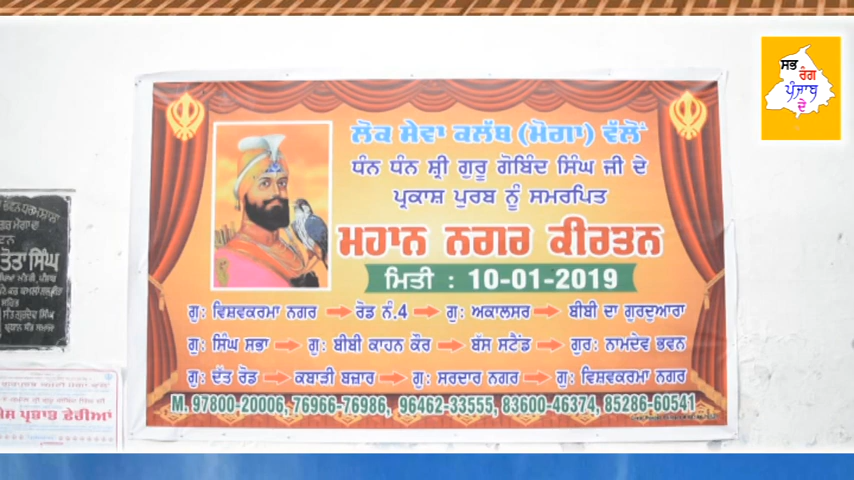 ਸਭ
ਰੰਗ
ਪੰਜਾਬ
ਦੇ
ਲੋਕ ਸੇਵਾ ਕਲੱਬ (ਮੋਗਾ) ਵੱਲੋਂ
ਧੰਨ ਧੰਨ ਸ਼੍ਰੀ ਗੁਰੂ ਗੋਬਿੰਦ ਸਿੰਘ ਜੀ ਦੇ
ਪ੍ਰਕਾਸ਼ ਪੁਰਬ ਨੂੰ ਸਮਰਪਿਤ
ਮਹਾਨ ਨਗਰ ਕੀਰਤਨ
ਮਿਤੀ : 10-01-2019
ਗੁ: ਵਿਸ਼ਵਕਰਮਾ ਨਗਰ → ਰੋਡ ਨੰ.4 → ਗੁ: ਅਕਾਲਸਰ → ਬੀਬੀ ਦਾ ਗੁਰਦੁਆਰਾ
ਗੁ: ਸਿੰਘ ਸਭਾ → ਗੁ: ਬੀਬੀ ਕਾਹਨ ਕੌਰ → ਬੱਸ ਸਟੈਂਡ → ਗੁਰ: ਨਾਮਦੇਵ ਭਵਨ
ਗੁ: ਦੱਤ ਰੋਡ → ਕਬਾੜੀ ਬਜ਼ਾਰ → ਗੁ: ਸਰਦਾਰ ਨਗਰ → ਗੁ: ਵਿਸ਼ਵਕਰਮਾ ਨਗਰ
M. 97800-20006, 76966-76986, 96462-33555, 83600-46374, 85286-60541
ਤੋਤਾ ਸਿੰਘ